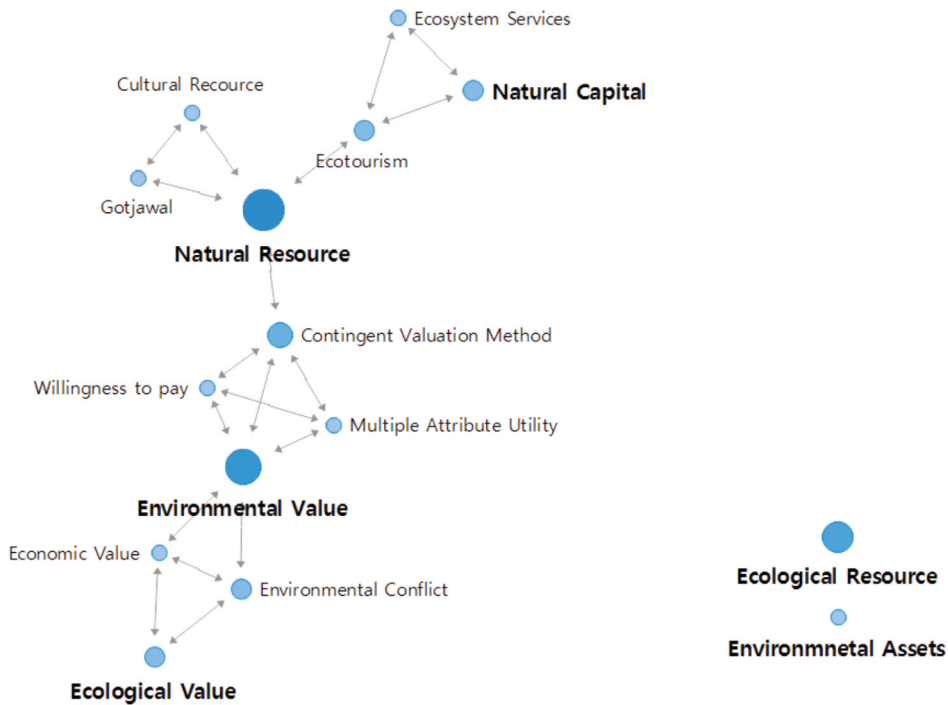 Ecosystem Services
Cultural Recource
Natural Capital
Ecotourism
Gotjawal
Natural Resource
Contingent Valuation Method
Willingness to pay
Multiple Attribute Utility
Environmental Value
Economic Value
Environmental Conflict
Ecological Resource
Environmnetal Assets
Ecological Value